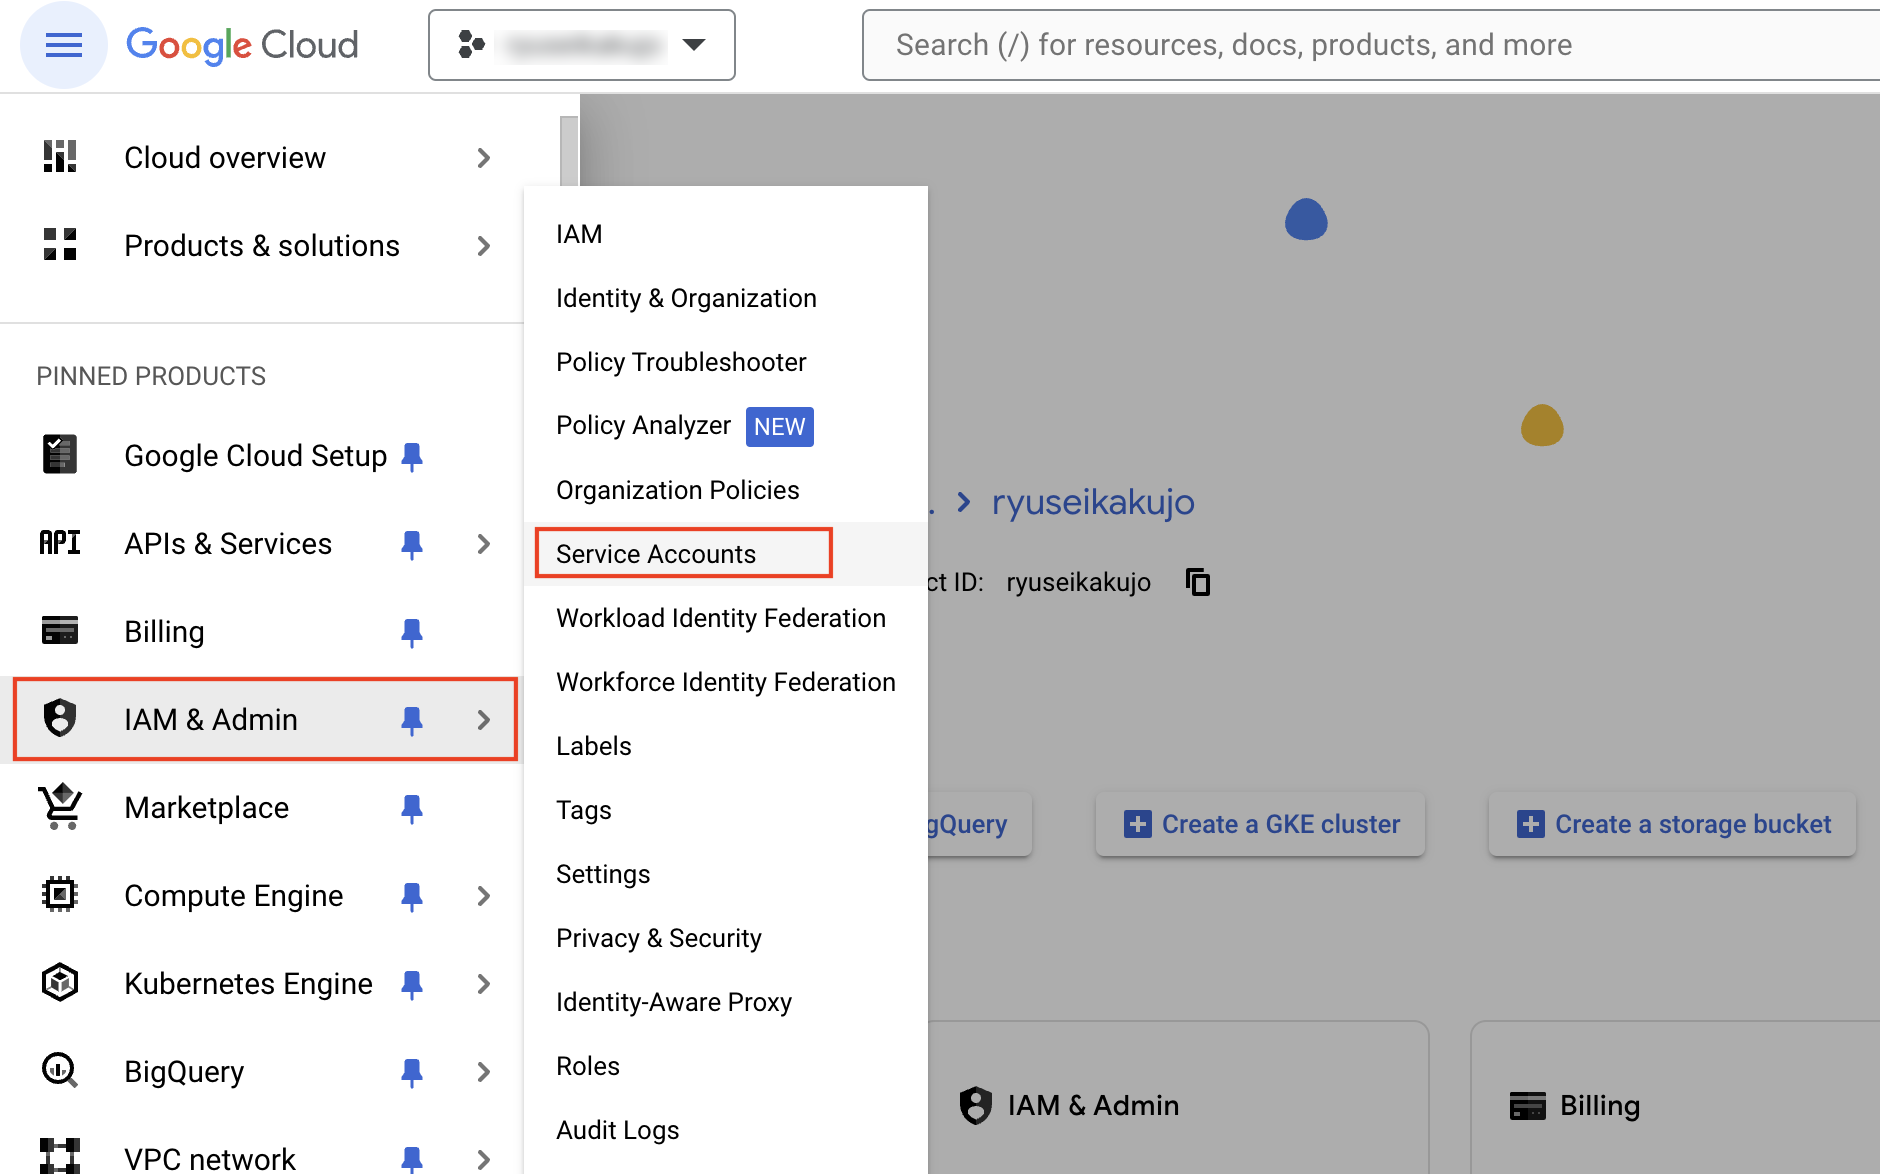 Google Cloud
Search (/) for resources, docs, products, and more
Cloud overview
Products & solutions
PINNED PRODUCTS
Google Cloud Setup
API APIs & Services
Billing
IAM & Admin
Marketplace
Compute Engine
Kubernetes Engine
BigQuery
VPC network
IAM
Identity & Organization
Policy Troubleshooter
Policy Analyzer NEW
Organization Policies
Service Accounts
Workload Identity Federation
Workforce Identity Federation
Labels
Tags
Settings
Privacy & Security
Identity-Aware Proxy
Roles
Audit Logs
. > ryuseikakujo
ct ID: ryuseikakujo
gQuery
Create a GKE cluster
Create a storage bucket
IAM & Admin
Billing